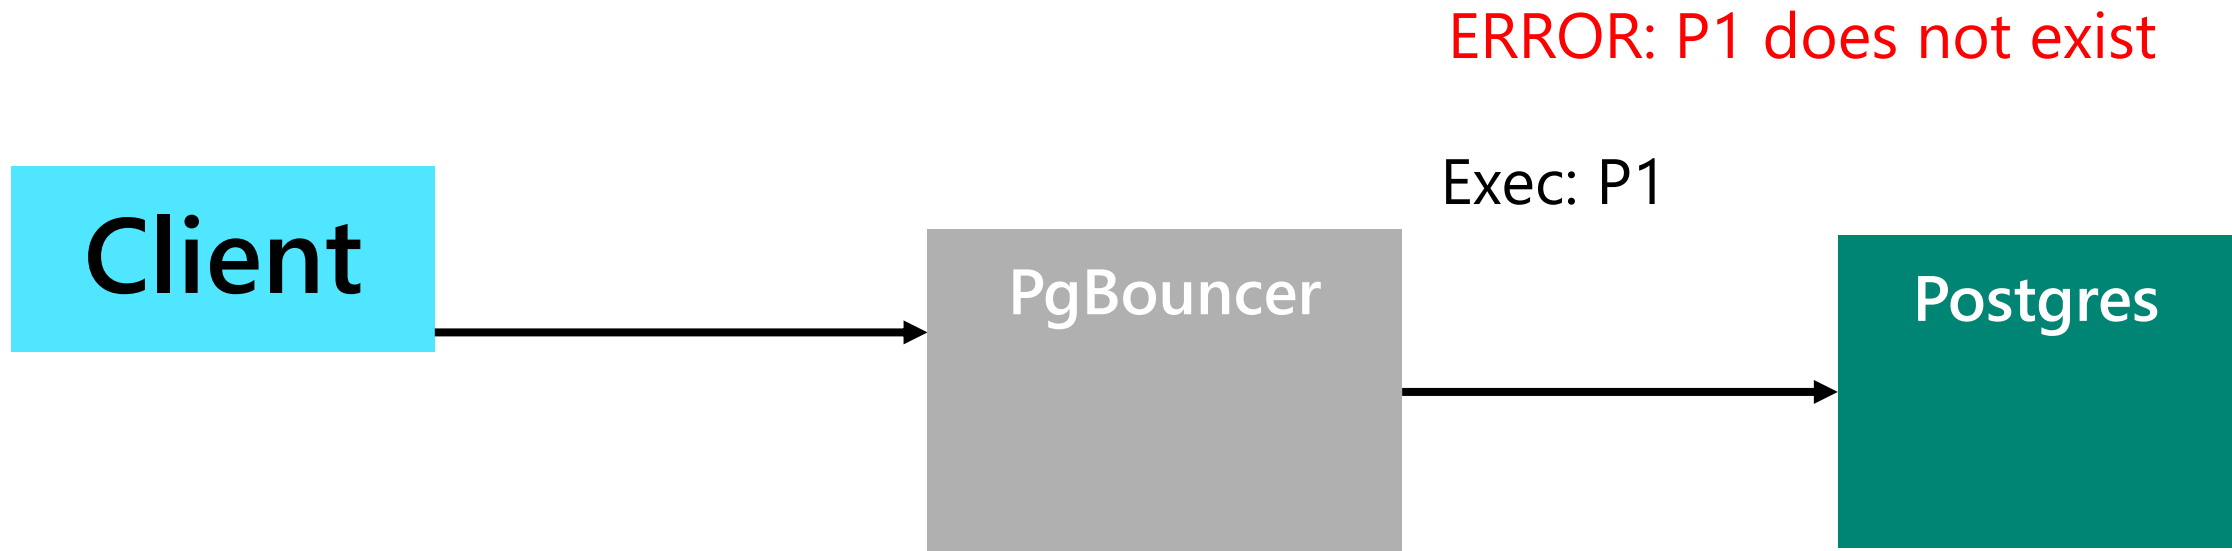 ERROR: P1 does not exist
Exec: P1
Client
PgBouncer
Postgres